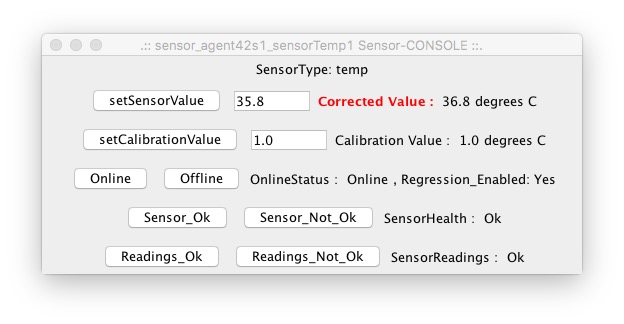 .:: sensor_agent42s1_sensorTemp1 Sensor-CONSOLE ::.
SensorType: temp
setSensorValue 35.8 Corrected Value : 36.8 degrees C
setCalibrationValue 1.0 Calibration Value : 1.0 degrees C
Online Offline OnlineStatus : Online , Regression_Enabled: Yes
Sensor_Ok Sensor_Not_Ok SensorHealth : Ok
Readings_Ok Readings_Not_Ok SensorReadings : Ok